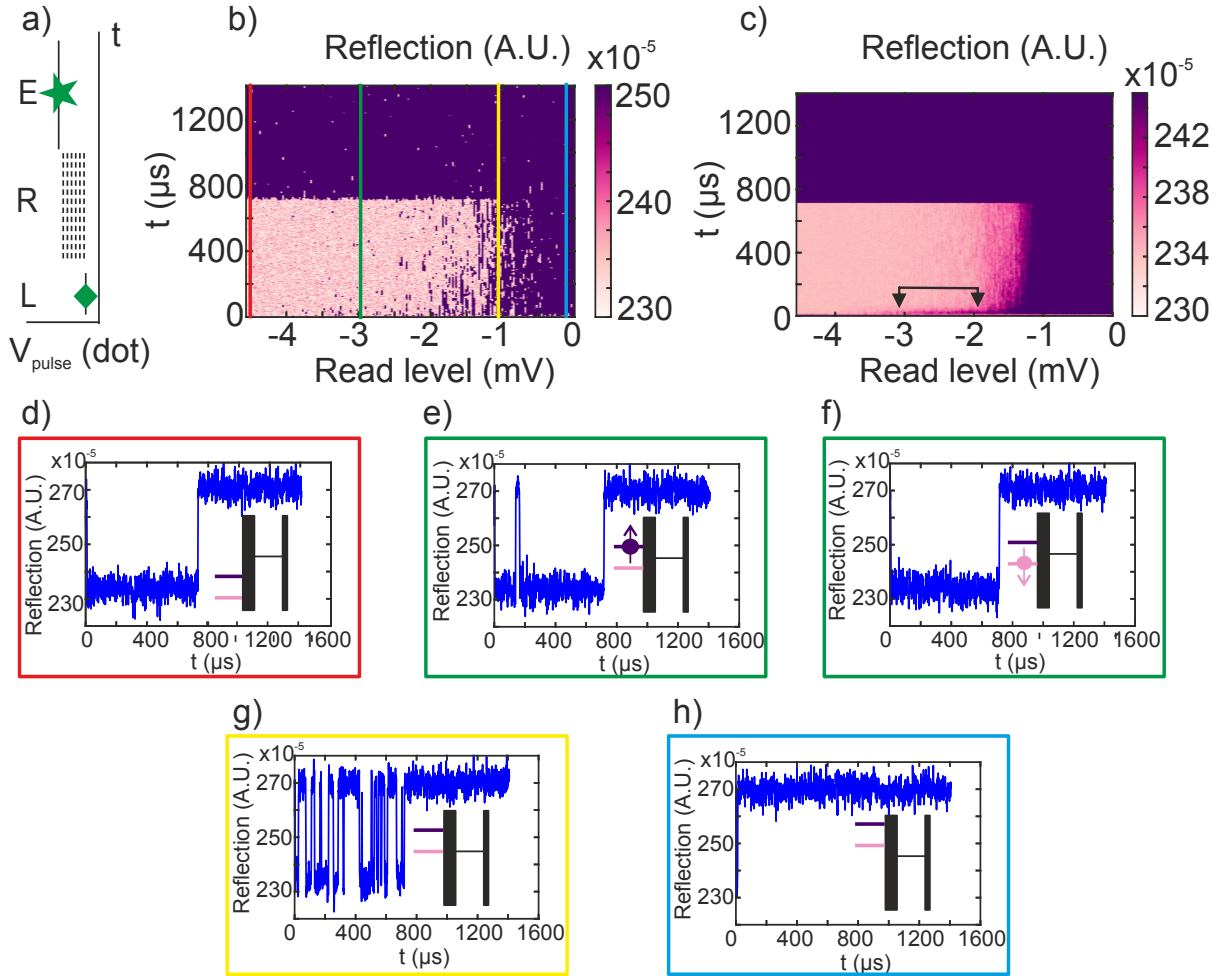 a)
t
E
R
L
V_pulse (dot)
b)
Reflection (A.U.)
x10^-5
250
240
230
1200
800
400
0
t (µs)
-4 -3 -2 -1 0
Read level (mV)
c)
Reflection (A.U.)
x10^-5
242
238
234
230
1200
800
400
0
t (µs)
-4 -3 -2 -1 0
Read level (mV)
d)
x10^-5
270
250
230
Reflection (A.U.)
0 400 800 1200 1600
t (µs)
e)
x10^-5
270
250
230
Reflection (A.U.)
0 400 800 1200 1600
t (µs)
f)
x10^-5
270
250
230
Reflection (A.U.)
0 400 800 1200 1600
t (µs)
g)
x10^-5
270
250
230
Reflection (A.U.)
0 400 800 1200 1600
t (µs)
h)
x10^-5
270
250
230
Reflection (A.U.)
0 400 800 1200 1600
t (µs)